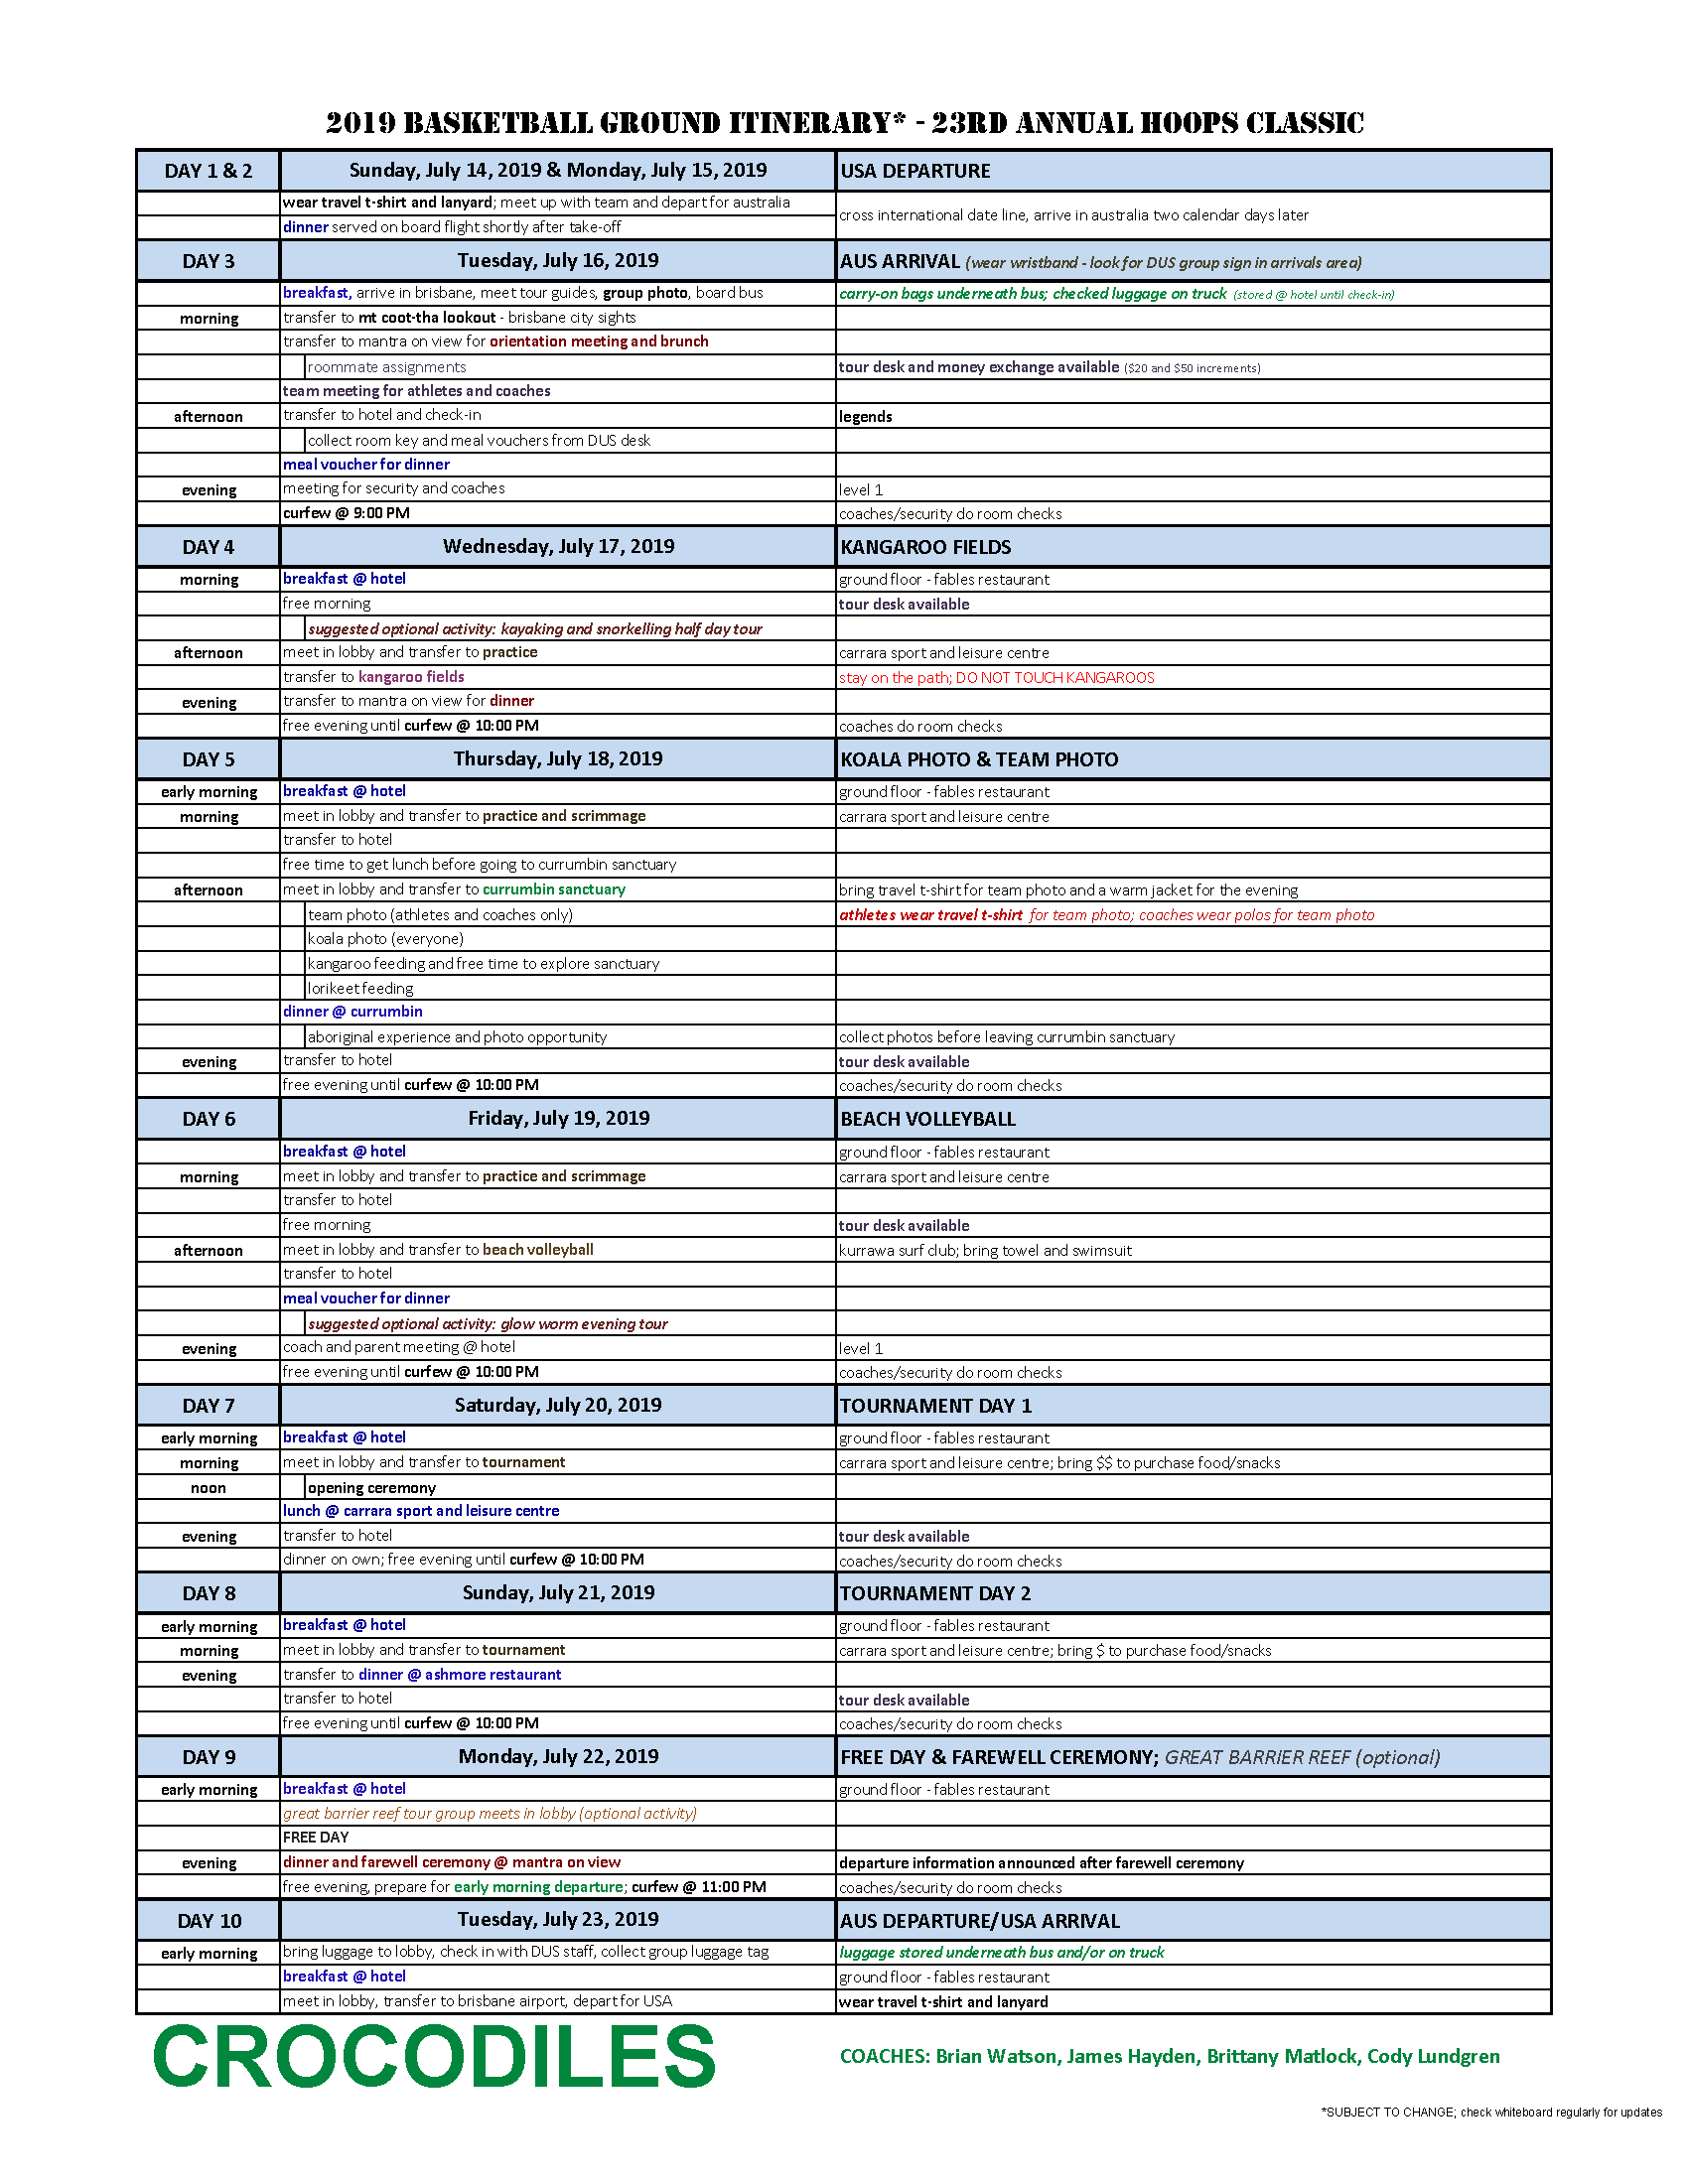 2019 BASKETBALL GROUND ITINERARY* - 23RD ANNUAL HOOPS CLASSIC
DAY 1 & 2 Sunday, July 14, 2019 & Monday, July 15, 2019 USA DEPARTURE
wear travel t-shirt and lanyard; meet up with team and depart for australia
cross international date line, arrive in australia two calendar days later
dinner served on board flight shortly after take-off
DAY 3 Tuesday, July 16, 2019 AUS ARRIVAL (wear wristband - look for DUS group sign in arrivals area)
breakfast, arrive in brisbane, meet tour guides, group photo, board bus carry-on bags underneath bus; checked luggage on truck (stored @ hotel until check-in)
morning transfer to mt coot-tha lookout - brisbane city sights
transfer to mantra on view for orientation meeting and brunch
roommate assignments tour desk and money exchange available ($20 and $50 increments)
team meeting for athletes and coaches
afternoon transfer to hotel and check-in legends
collect room key and meal vouchers from DUS desk
meal voucher for dinner
evening meeting for security and coaches level 1
curfew @ 9:00 PM coaches/security do room checks
DAY 4 Wednesday, July 17, 2019 KANGAROO FIELDS
morning breakfast @ hotel ground floor - fables restaurant
free morning tour desk available
suggested optional activity: kayaking and snorkelling half day tour
afternoon meet in lobby and transfer to practice carrara sport and leisure centre
transfer to kangaroo fields stay on the path; DO NOT TOUCH KANGAROOS
evening transfer to mantra on view for dinner
free evening until curfew @ 10:00 PM coaches do room checks
DAY 5 Thursday, July 18, 2019 KOALA PHOTO & TEAM PHOTO
early morning breakfast @ hotel ground floor - fables restaurant
morning meet in lobby and transfer to practice and scrimmage carrara sport and leisure centre
transfer to hotel
free time to get lunch before going to currumbin sanctuary
afternoon meet in lobby and transfer to currumbin sanctuary bring travel t-shirt for team photo and a warm jacket for the evening
team photo (athletes and coaches only) athletes wear travel t-shirt for team photo; coaches wear polos for team photo
koala photo (everyone)
kangaroo feeding and free time to explore sanctuary
lorikeet feeding
dinner @ currumbin
aboriginal experience and photo opportunity collect photos before leaving currumbin sanctuary
evening transfer to hotel tour desk available
free evening until curfew @ 10:00 PM coaches/security do room checks
DAY 6 Friday, July 19, 2019 BEACH VOLLEYBALL
breakfast @ hotel ground floor - fables restaurant
morning meet in lobby and transfer to practice and scrimmage carrara sport and leisure centre
transfer to hotel
free morning tour desk available
afternoon meet in lobby and transfer to beach volleyball kurrawa surf club; bring towel and swimsuit
transfer to hotel
meal voucher for dinner
suggested optional activity: glow worm evening tour
evening coach and parent meeting @ hotel level 1
free evening until curfew @ 10:00 PM coaches/security do room checks
DAY 7 Saturday, July 20, 2019 TOURNAMENT DAY 1
early morning breakfast @ hotel ground floor - fables restaurant
morning meet in lobby and transfer to tournament carrara sport and leisure centre; bring $$ to purchase food/snacks
noon opening ceremony
lunch @ carrara sport and leisure centre
evening transfer to hotel tour desk available
dinner on own; free evening until curfew @ 10:00 PM coaches/security do room checks
DAY 8 Sunday, July 21, 2019 TOURNAMENT DAY 2
early morning breakfast @ hotel ground floor - fables restaurant
morning meet in lobby and transfer to tournament carrara sport and leisure centre; bring $ to purchase food/snacks
evening transfer to dinner @ ashmore restaurant
transfer to hotel tour desk available
free evening until curfew @ 10:00 PM coaches/security do room checks
DAY 9 Monday, July 22, 2019 FREE DAY & FAREWELL CEREMONY; GREAT BARRIER REEF (optional)
early morning breakfast @ hotel ground floor - fables restaurant
great barrier reef tour group meets in lobby (optional activity)
FREE DAY
evening dinner and farewell ceremony @ mantra on view departure information announced after farewell ceremony
free evening, prepare for early morning departure; curfew @ 11:00 PM coaches/security do room checks
DAY 10 Tuesday, July 23, 2019 AUS DEPARTURE/USA ARRIVAL
early morning bring luggage to lobby, check in with DUS staff, collect group luggage tag luggage stored underneath bus and/or on truck
breakfast @ hotel ground floor - fables restaurant
meet in lobby, transfer to brisbane airport, depart for USA wear travel t-shirt and lanyard
CROCODILES COACHES: Brian Watson, James Hayden, Brittany Matlock, Cody Lundgren
*SUBJECT TO CHANGE; check whiteboard regularly for updates